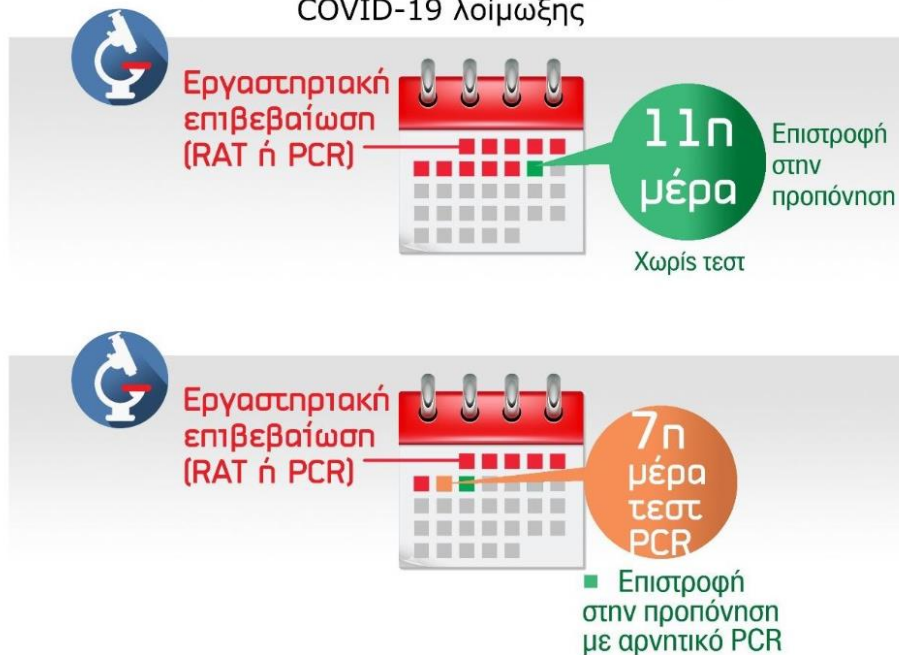 COVID-19 λοίμωξης
Εργαστηριακή
επιβεβαίωση
(RAT ή PCR)
11η
μέρα
Επιστροφή
στην
προπόνηση
Χωρίς τεστ
Εργαστηριακή
επιβεβαίωση
(RAT ή PCR)
7η
μέρα
τεστ
PCR
Επιστροφή
στην προπόνηση
με αρνητικό PCR